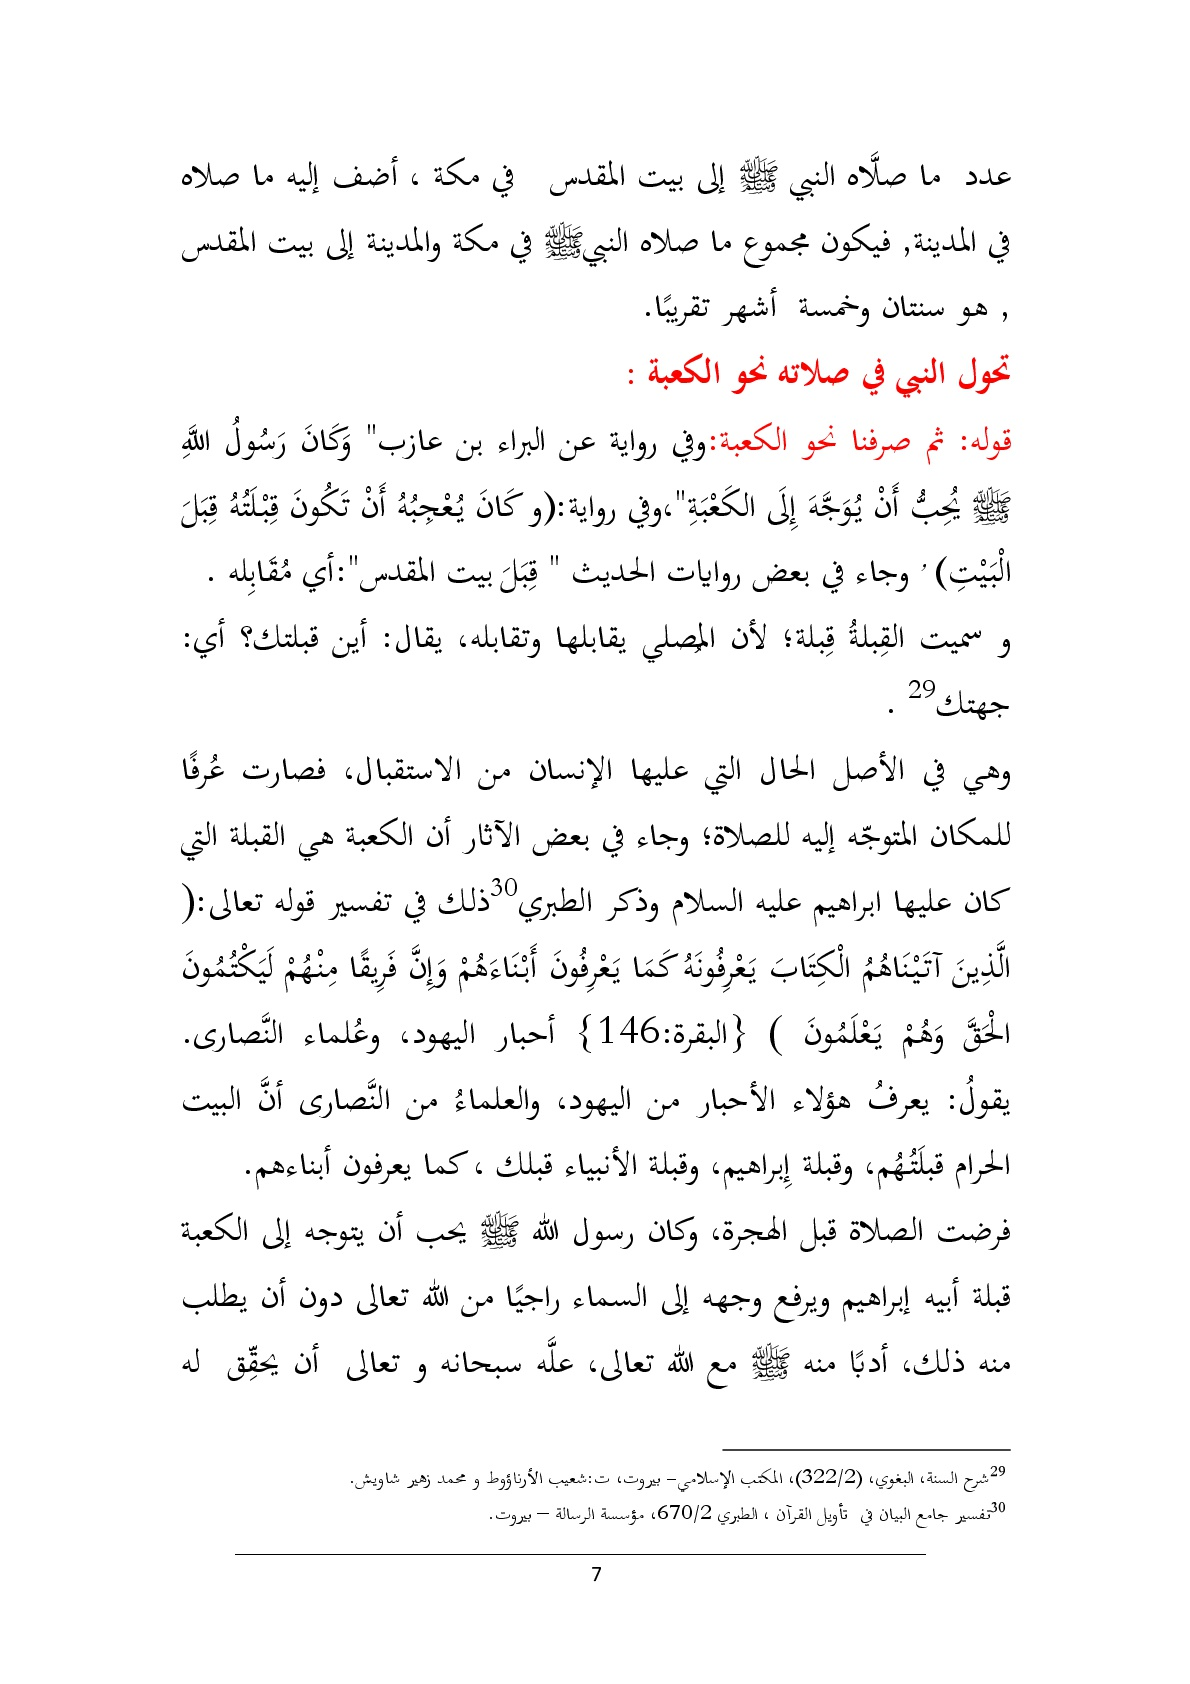 عدد ما صلَّاه النبي ﷺ إلى بيت المقدس في مكة ، أضف إليه ما صلاه
في المدينة, فيكون مجموع ما صلاه النبيﷺ في مكة والمدينة إلى بيت المقدس
, هو سنتان وخمسة أشهر تقريبًا.
تحول النبي في صلاته نحو الكعبة :
قوله: ثم صرفنا نحو الكعبة:وفي رواية عن البراء بن عازب" وَكَانَ رَسُولُ اللَّهِ
ﷺ يُحِبُّ أَنْ يُوَجَّهَ إِلَى الكَعْبَةِ"،وفي رواية:(و كَانَ يُعْجِبُهُ أَنْ تَكُونَ قِبْلَتُهُ قِبَلَ
الْبَيْتِ) ’ وجاء في بعض روايات الحديث " قِبَلَ بيت المقدس":أي مُقَابِله .
و سميت القِبلةُ قِبلة؛ لأن المُصلي يقابلها وتقابله، يقال: أين قبلتك؟ أي:
جهتك29 .
وهي في الأصل الحال التي عليها الإنسان من الاستقبال، فصارت عُرفًا
للمكان المتوجّه إليه للصلاة؛ وجاء في بعض الآثار أن الكعبة هي القبلة التي
كان عليها ابراهيم عليه السلام وذكر الطبري30ذلك في تفسير قوله تعالى:(
الَّذِينَ آتَيْنَاهُمُ الْكِتَابَ يَعْرِفُونَهُ كَمَا يَعْرِفُونَ أَبْنَاءَهُمْ وَإِنَّ فَرِيقًا مِنْهُمْ لَيَكْتُمُونَ
الْحَقَّ وَهُمْ يَعْلَمُونَ ) {البقرة:146} أحبار اليهود، وعُلماء النَّصارى.
يقولُ: يعرفُ هؤلاء الأحبار من اليهود، والعلماءُ من النَّصارى أنَّ البيت
الحرام قبلَتُهُم، وقبلة إِبراهيم، وقبلة الأنبياء قبلك ،كما يعرفون أبناءهم.
فرضت الصلاة قبل الهجرة، وكان رسول الله ﷺ يحب أن يتوجه إلى الكعبة
قبلة أبيه إبراهيم ويرفع وجهه إلى السماء راجيًا من الله تعالى دون أن يطلب
منه ذلك، أدبًا منه ﷺ مع الله تعالى، علَّه سبحانه و تعالى أن يحقِّق له
29شرح السنة، البغوي، (322/2)، المكتب الإسلامي- بيروت، ت:شعيب الأرناؤوط و محمد زهير شاويش.
30تفسير جامع البيان في تأويل القرآن ، الطبري 670/2، مؤسسة الرسالة – بيروت.
7